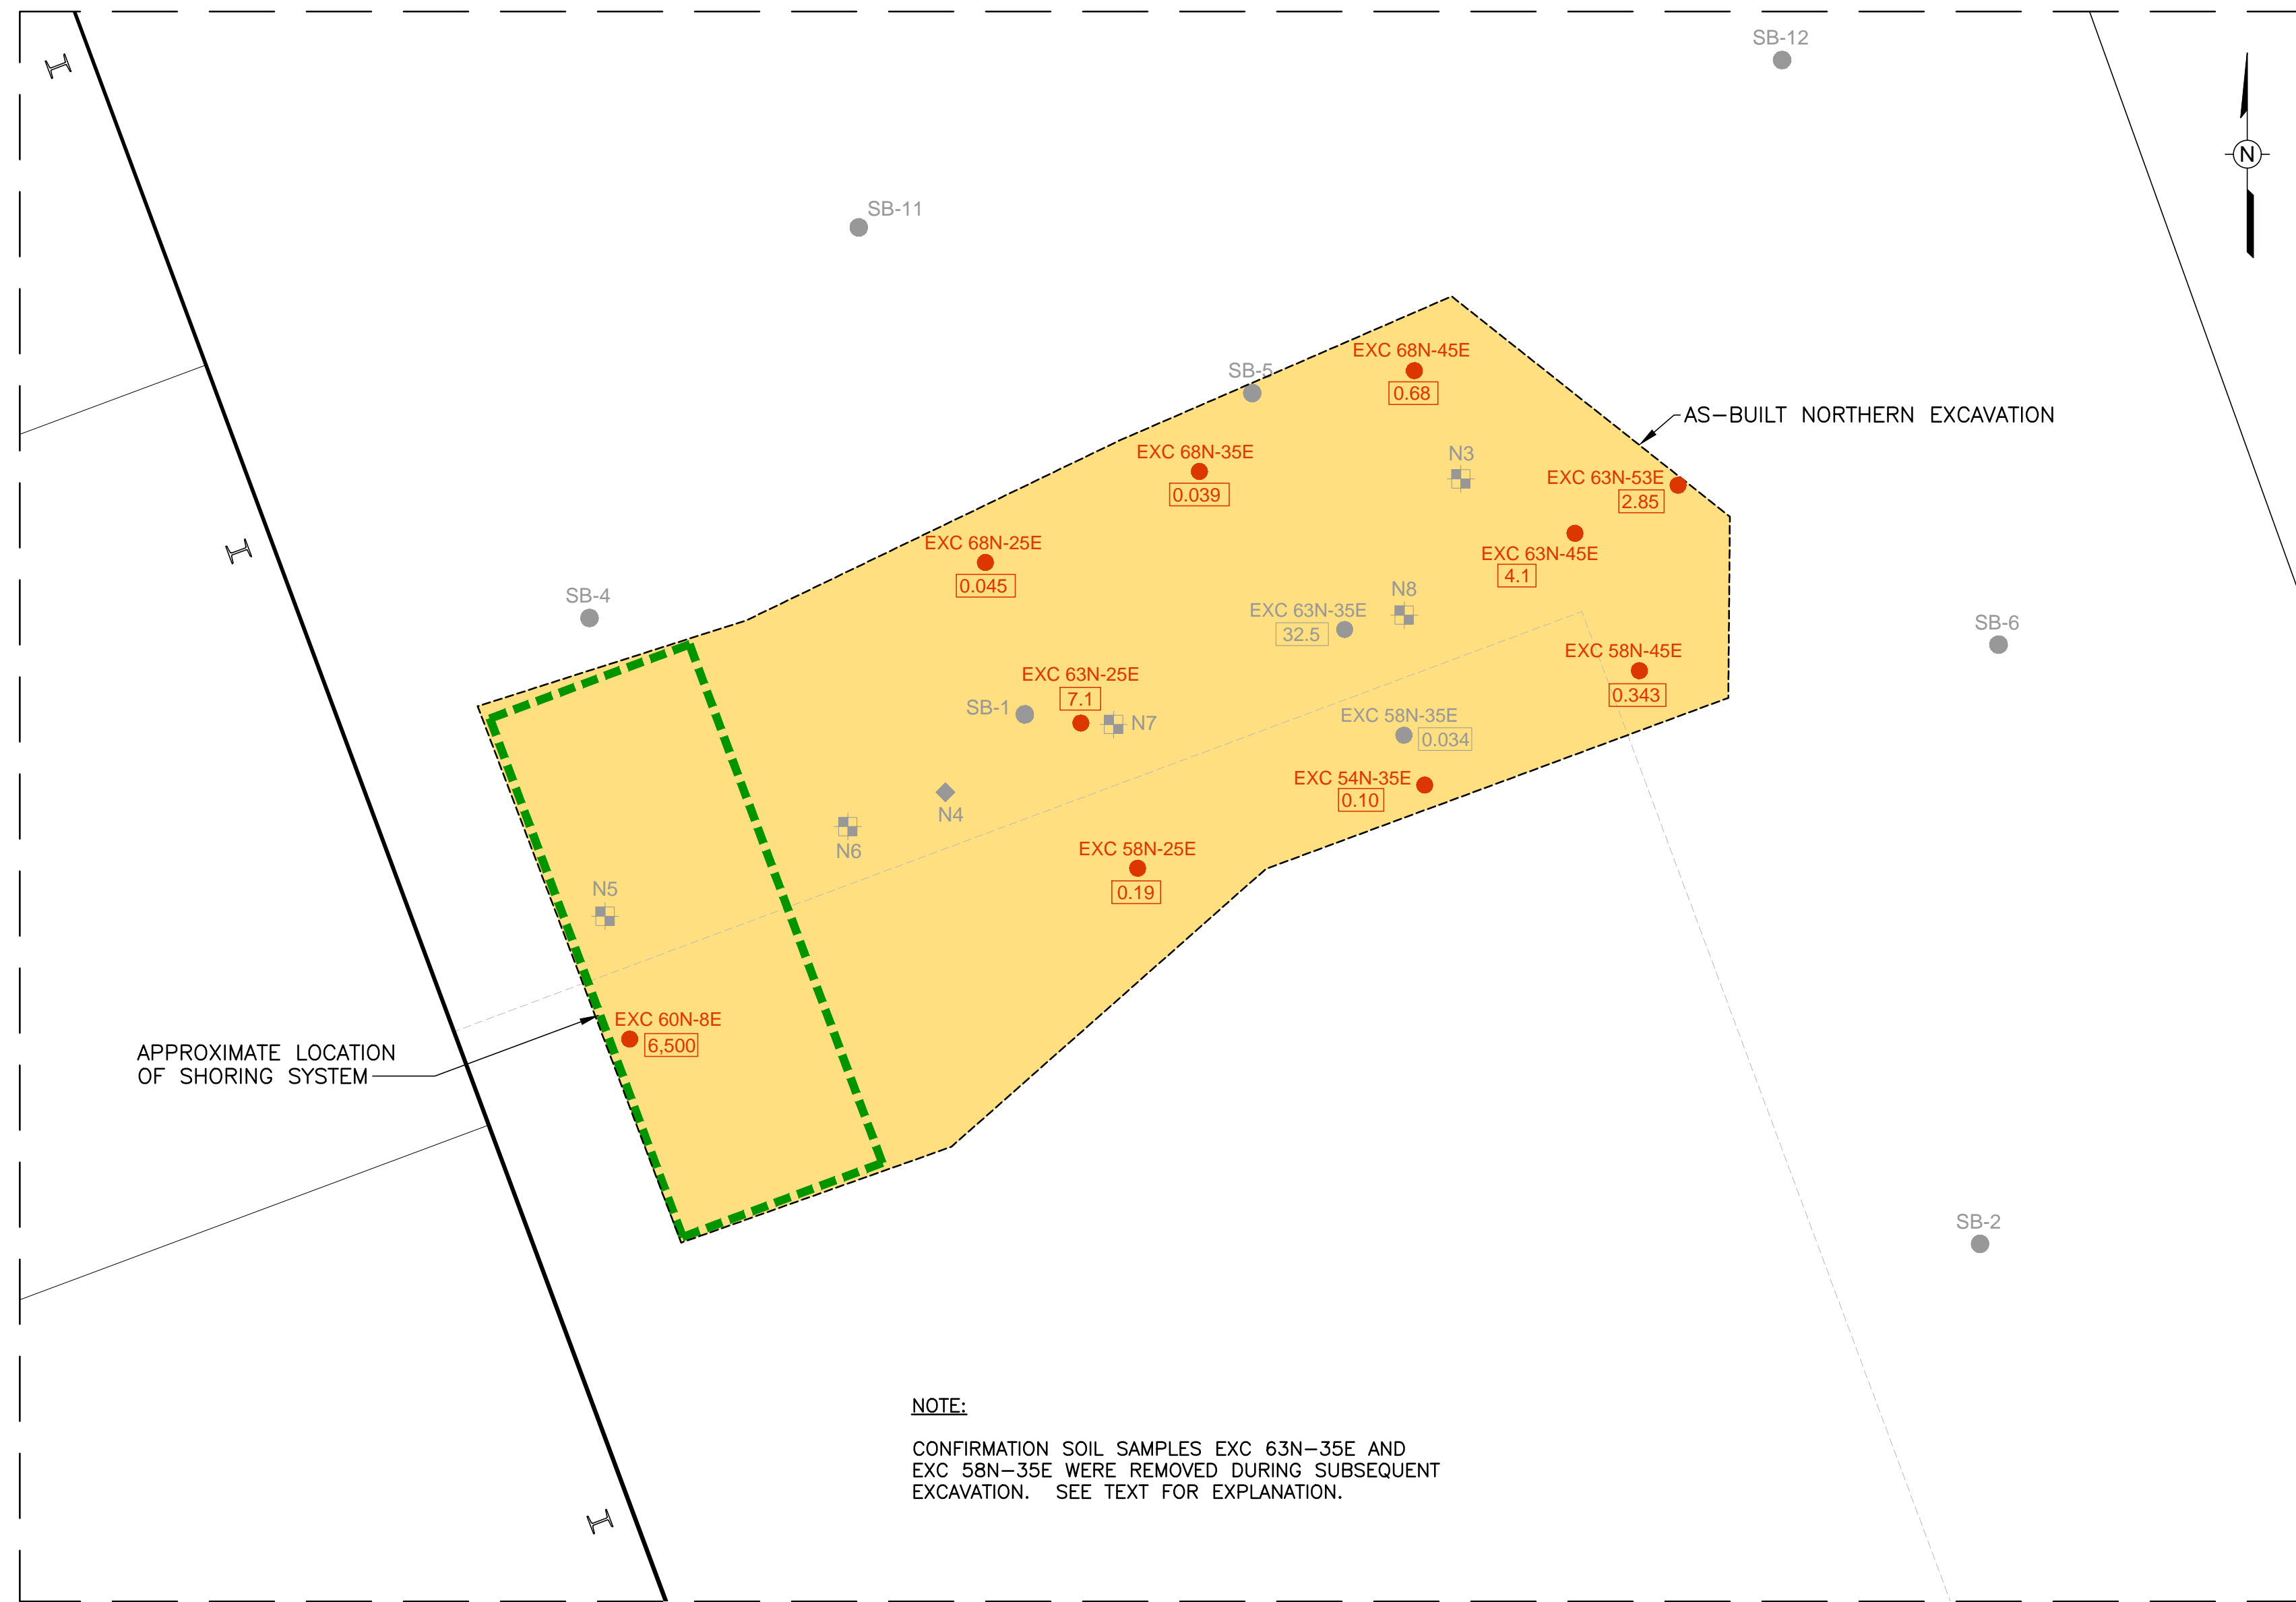 SB-12
N
SB-11
SB-5
EXC 68N-45E
0.68
AS-BUILT NORTHERN EXCAVATION
EXC 68N-35E
0.039
N3
EXC 63N-53E
2.85
EXC 68N-25E
0.045
EXC 63N-45E
4.1
SB-4
EXC 63N-35E
32.5
N8
SB-6
EXC 58N-45E
0.343
EXC 63N-25E
7.1
SB-1
N7
EXC 58N-35E
0.034
EXC 54N-35E
0.10
N4
N6
EXC 58N-25E
0.19
N5
EXC 60N-8E
6,500
APPROXIMATE LOCATION
OF SHORING SYSTEM
SB-2
NOTE:
CONFIRMATION SOIL SAMPLES EXC 63N-35E AND
EXC 58N-35E WERE REMOVED DURING SUBSEQUENT
EXCAVATION. SEE TEXT FOR EXPLANATION.